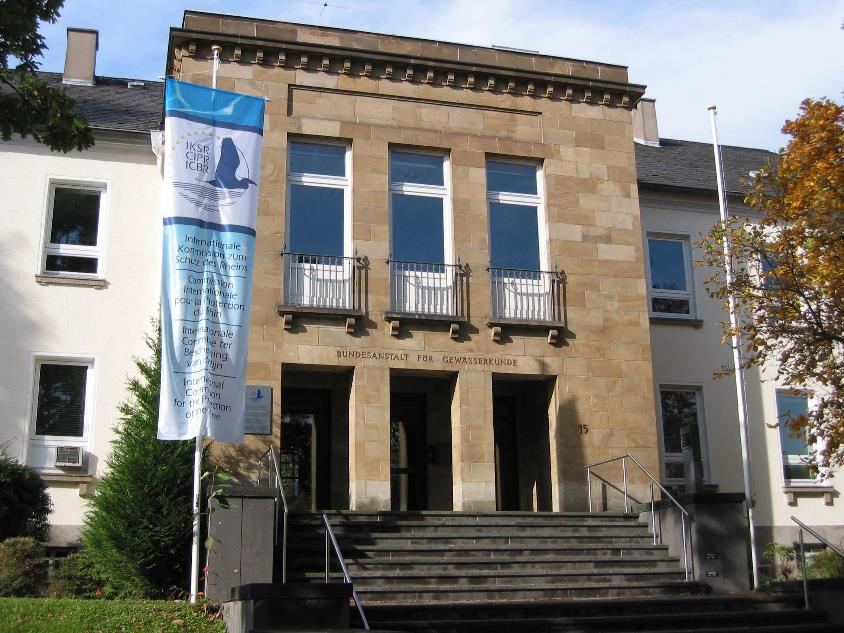 IKSR
CIPR
ICBR
Internationale
Kommission zum
Schutz des Rheins
Commission
Internationale
pour la Protection
du Rhin
Internationale
Commissie ter
Bescherming
van de Rijn
International
Commission
for the Protection
of the Rhine
BUNDESANSTALT FÜR GEWÄSSERKUNDE
15